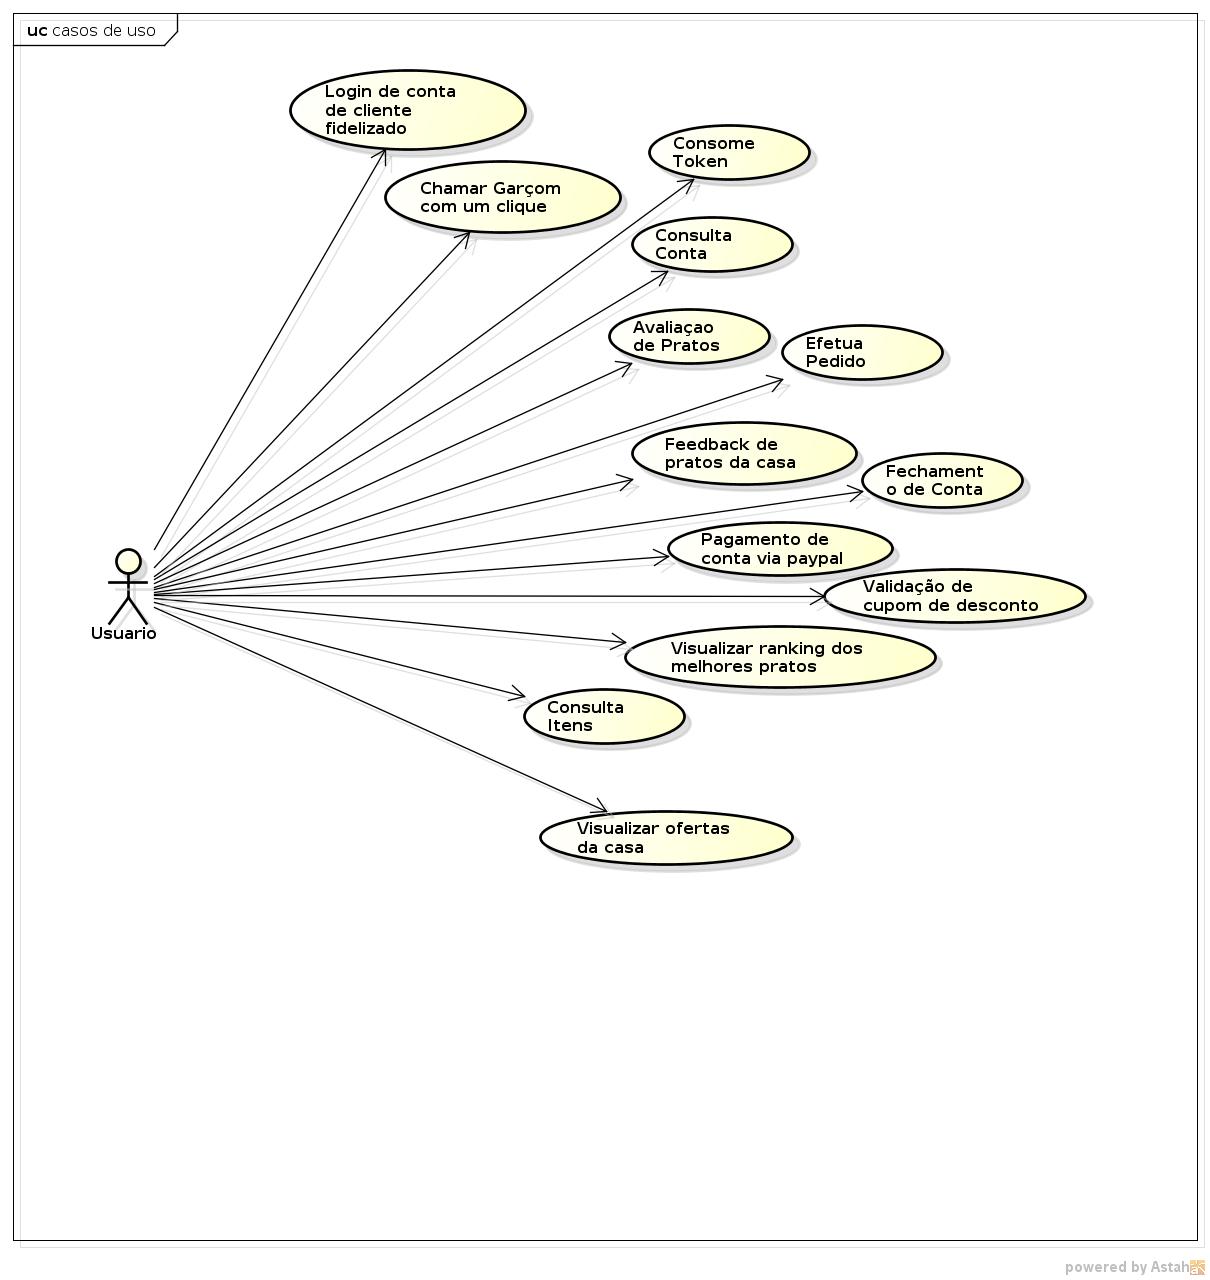 uc casos de uso
Login de conta
de cliente
fidelizado
Consome
Token
Chamar Garçom
com um clique
Consulta
Conta
Avaliaçao
de Pratos
Efetua
Pedido
Feedback de
pratos da casa
Fechament
o de Conta
Pagamento de
conta via paypal
Validação de
cupom de desconto
Usuario
Visualizar ranking dos
melhores pratos
Consulta
Itens
Visualizar ofertas
da casa
powered by Astah